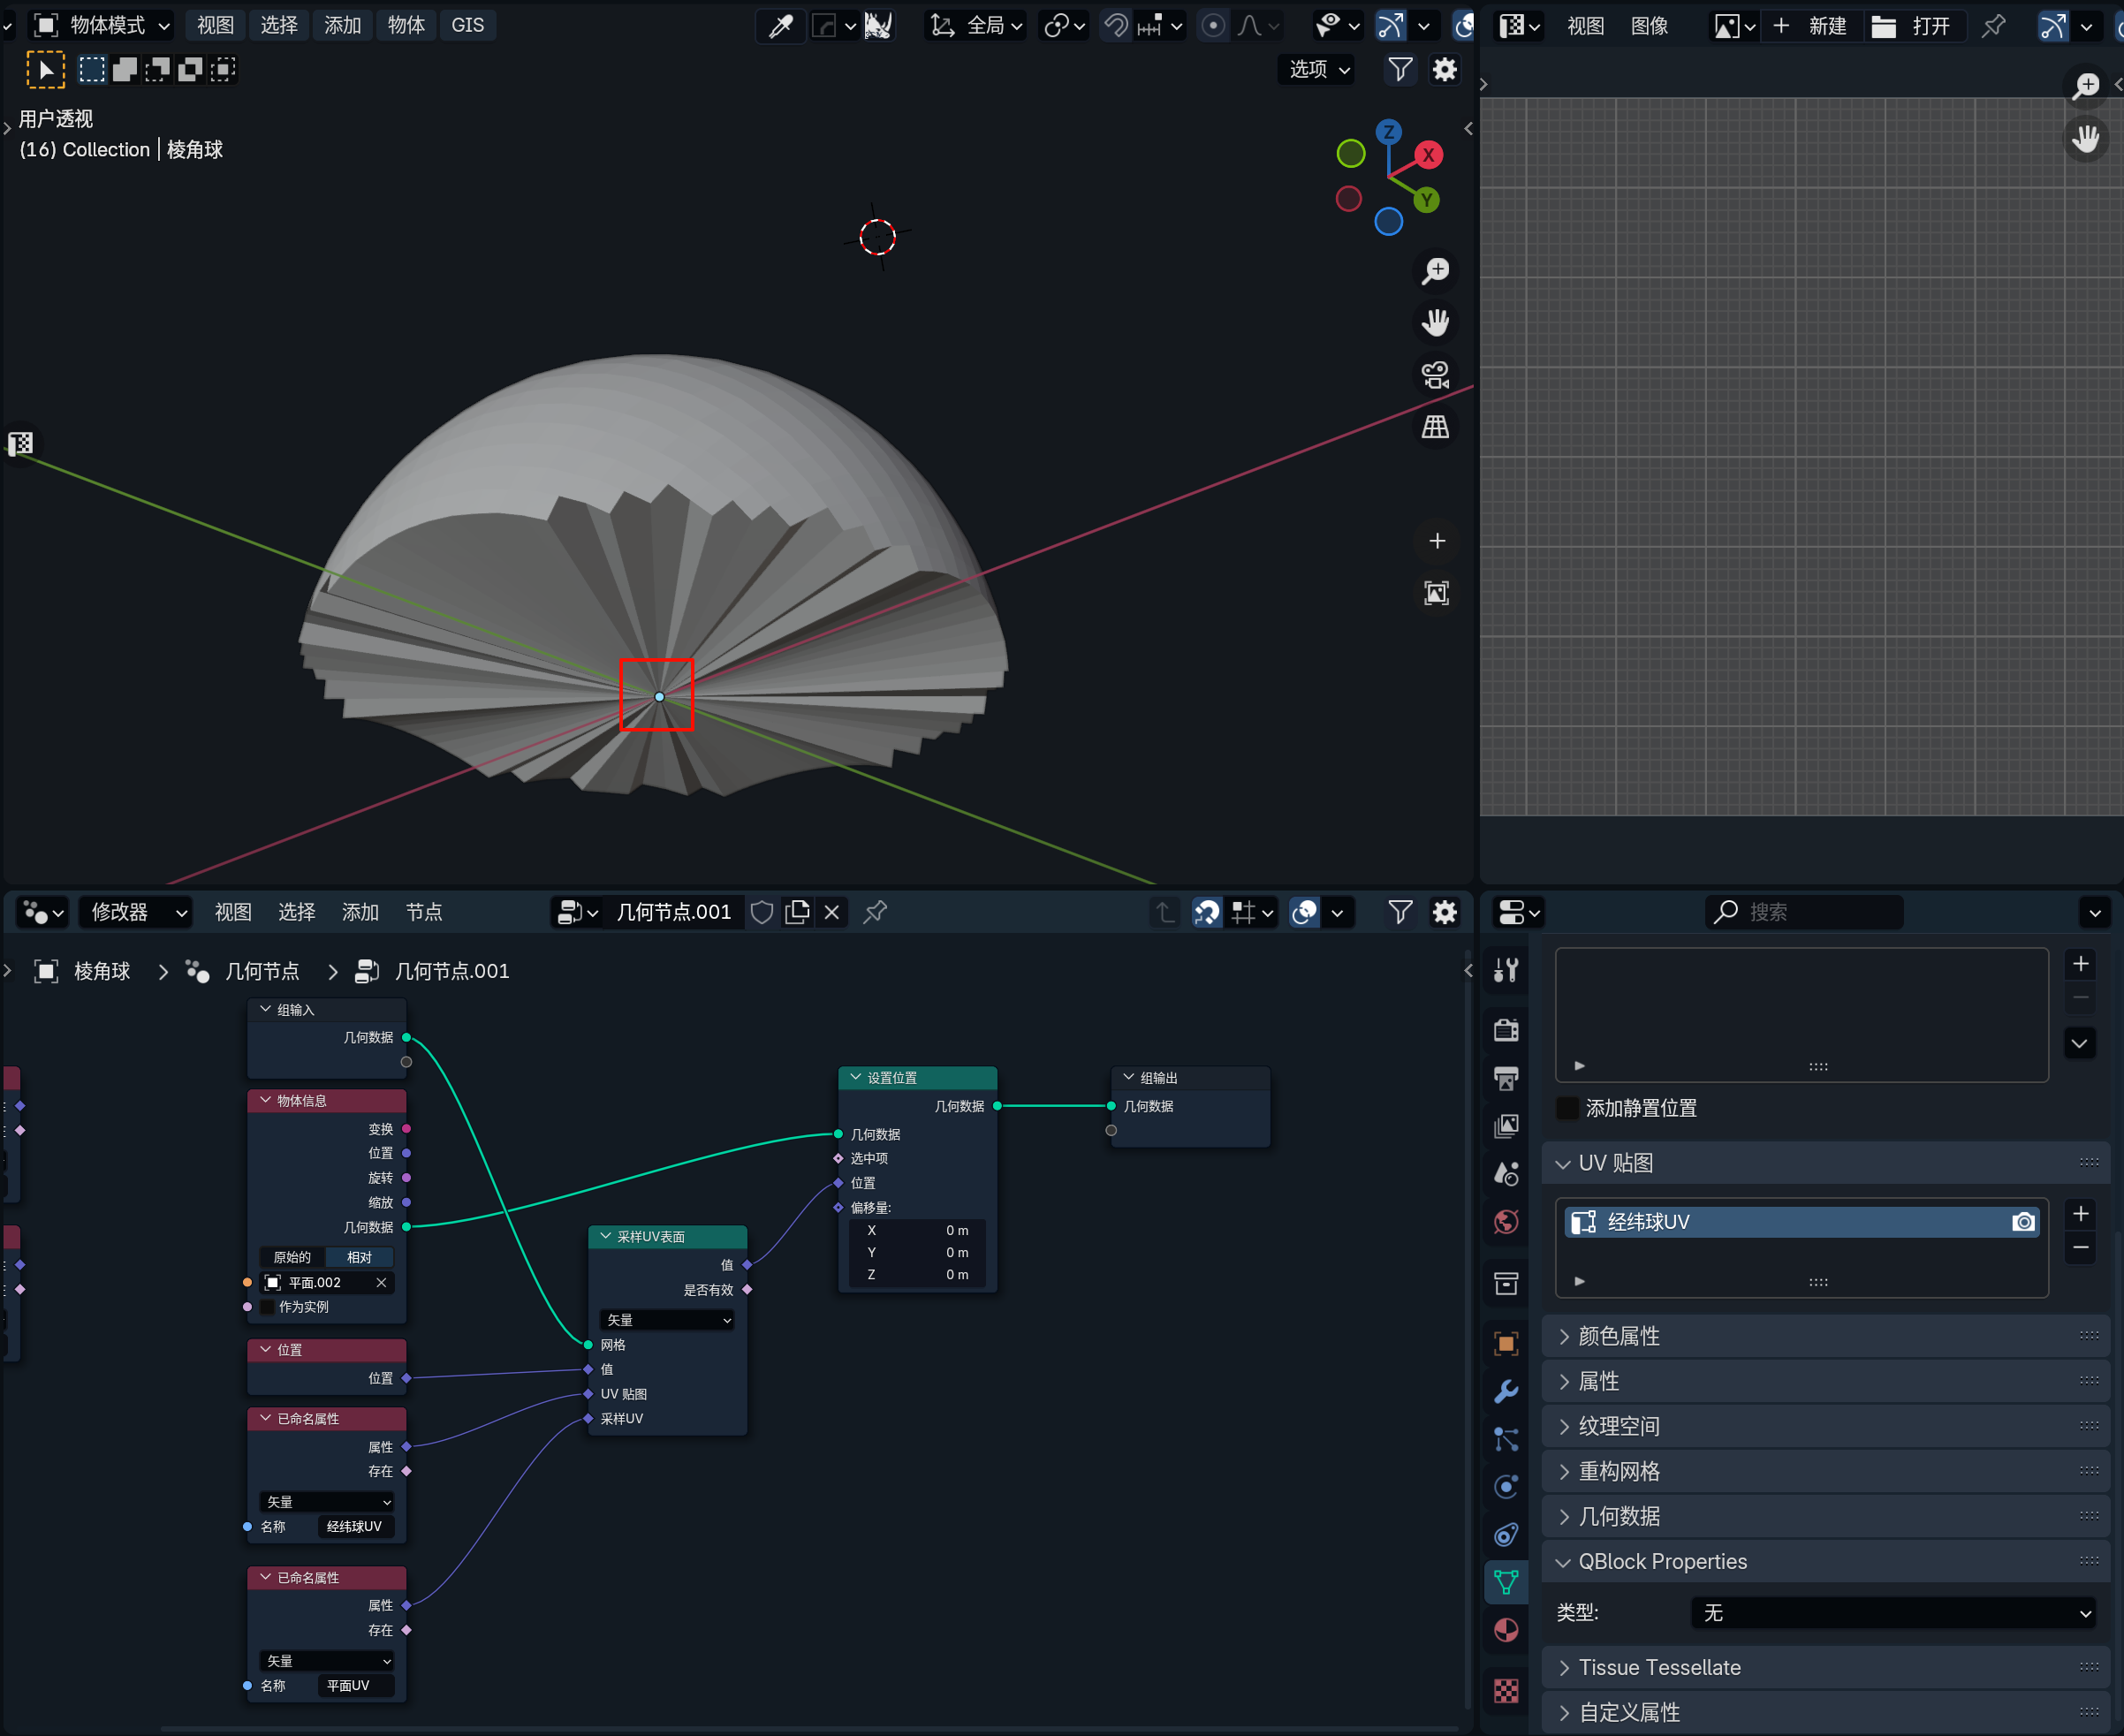 物体模式
视图
选择
添加
物体
GIS
全局
选项
用户透视
(16) Collection | 棱角球
Z
X
Y
视图
图像
新建
打开
修改器
视图
选择
添加
节点
几何节点.001
搜索
棱角球
几何节点
几何节点.001
组输入
几何数据
物体信息
变换
位置
旋转
缩放
几何数据
原始的
相对
平面.002
作为实例
位置
位置
已命名属性
属性
存在
矢量
名称
经纬球UV
已命名属性
属性
存在
矢量
名称
平面UV
采样UV表面
值
是否有效
矢量
网格
值
UV 贴图
采样UV
设置位置
几何数据
几何数据
选中项
位置
偏移量:
X 0 m
Y 0 m
Z 0 m
组输出
几何数据
添加静置位置
UV 贴图
经纬球UV
颜色属性
属性
纹理空间
重构网格
几何数据
QBlock Properties
类型:
无
Tissue Tessellate
自定义属性